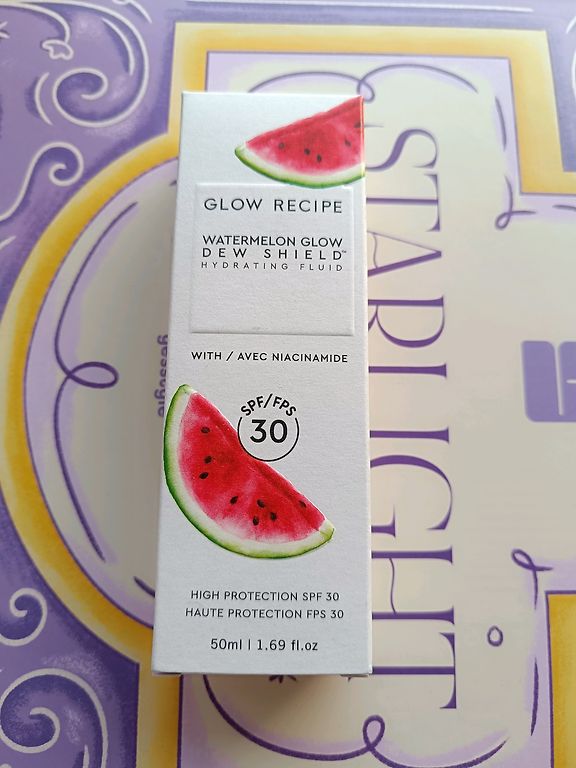 GLOW RECIPE
WATERMELON GLOW
DEW SHIELD™
HYDRATING FLUID
WITH / AVEC NIACINAMIDE
SPF/FPS
30
HIGH PROTECTION SPF 30
HAUTE PROTECTION FPS 30
50ml | 1.69 fl.oz
STARLIGHT